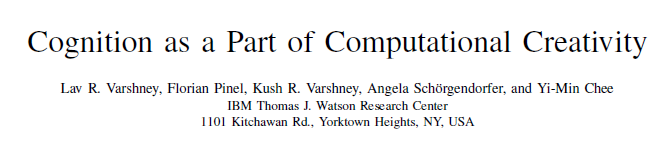 Cognition as a Part of Computational Creativity
Lav R. Varshney, Florian Pinel, Kush R. Varshney, Angela Schörgendorfer, and Yi-Min Chee
IBM Thomas J. Watson Research Center
1101 Kitchawan Rd., Yorktown Heights, NY, USA